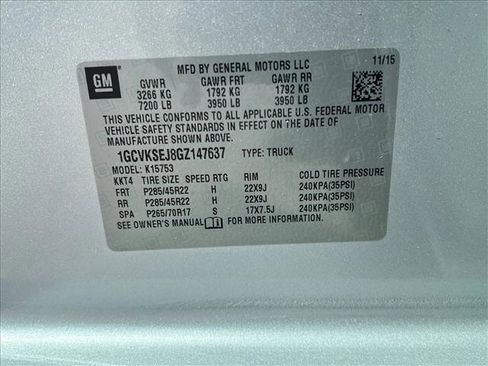 GM
MFD BY GENERAL MOTORS LLC
11/15
GVWR GAWR FRT GAWR RR
3266 KG 1792 KG 1792 KG
7200 LB 3950 LB 3950 LB
THIS VEHICLE CONFORMS TO ALL APPLICABLE U.S. FEDERAL MOTOR
VEHICLE SAFETY STANDARDS IN EFFECT ON THE DATE OF
MANUFACTURE SHOWN ABOVE.
1GCVKSEJ8GZ147637 TYPE: TRUCK
MODEL: K15753
KKT4 TIRE SIZE SPEED RTG RIM COLD TIRE PRESSURE
FRT P285/45R22 H 22X9J 240KPA(35PSI)
RR P285/45R22 H 22X9J 240KPA(35PSI)
SPA P265/70R17 S 17X7.5J 240KPA(35PSI)
SEE OWNER'S MANUAL FOR MORE INFORMATION.